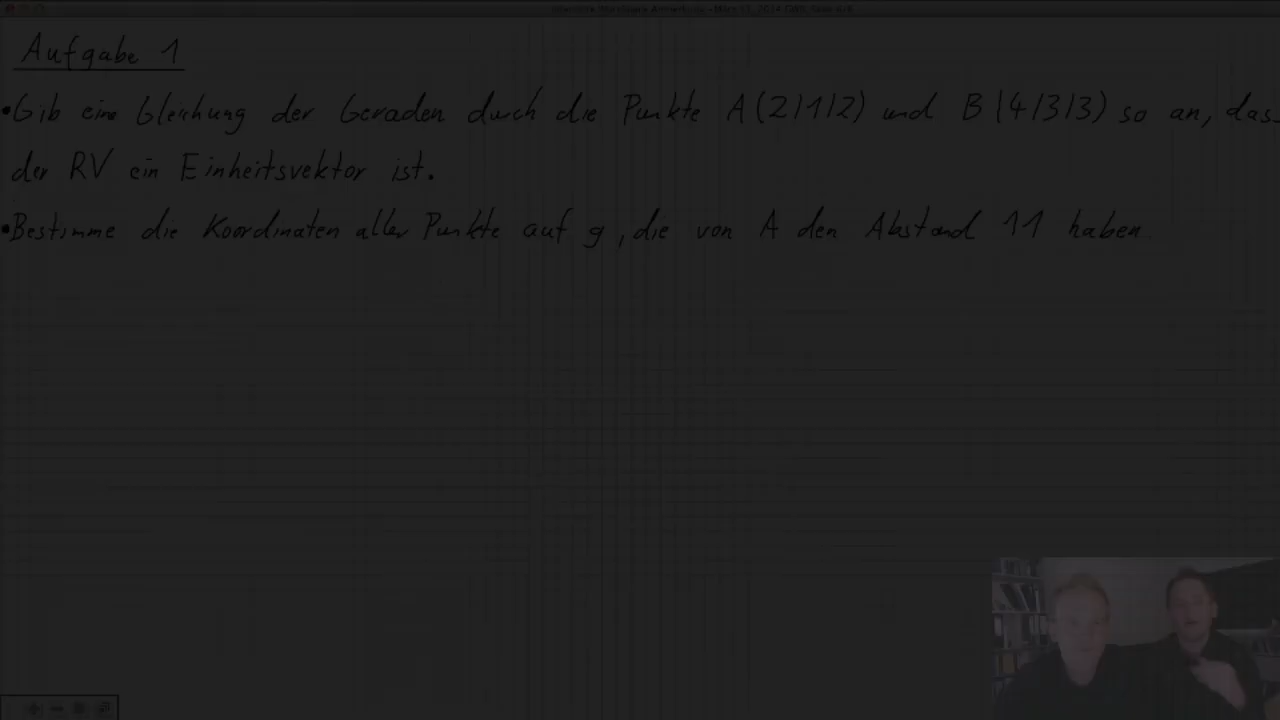 Aufgabe 1
• Gib eine Gleichung der Geraden durch die Punkte A(2/1/2) und B(4/3/3) so an, dass
der RV ein Einheitsvektor ist.
• Bestimme die Koordinaten aller Punkte auf g, die von A den Abstand 11 haben